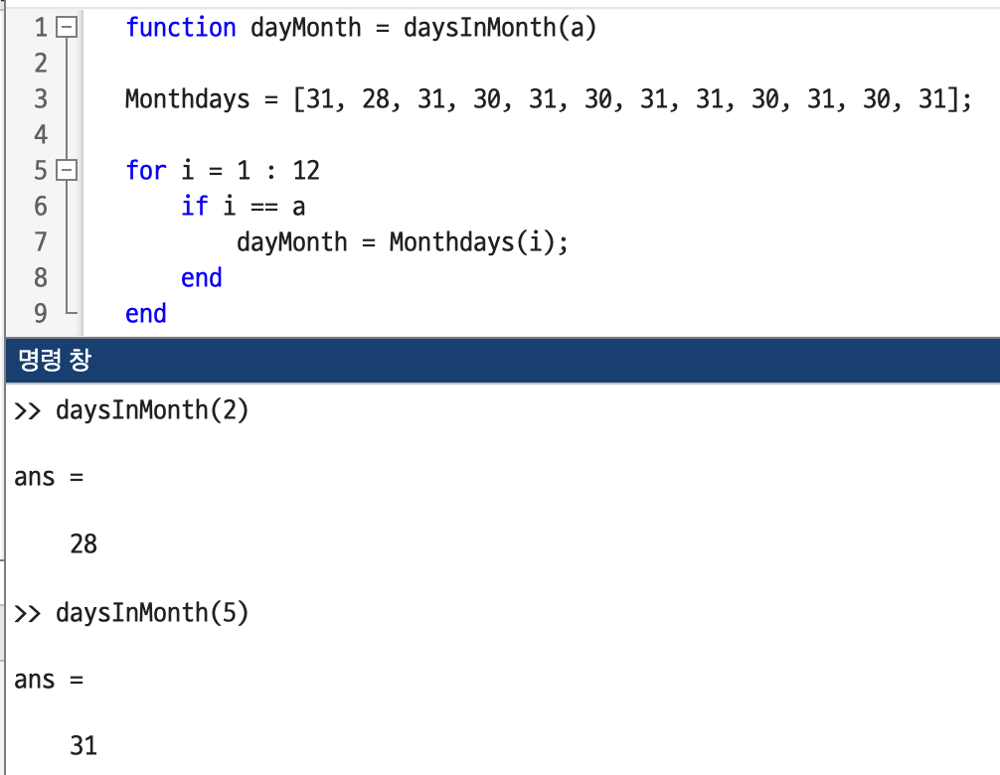 1 function dayMonth = daysInMonth(a)
2
3 Monthdays = [31, 28, 31, 30, 31, 30, 31, 31, 30, 31, 30, 31];
4
5 for i = 1 : 12
6 if i == a
7 dayMonth = Monthdays(i);
8 end
9 end
명령 창
>> daysInMonth(2)
ans =
28
>> daysInMonth(5)
ans =
31